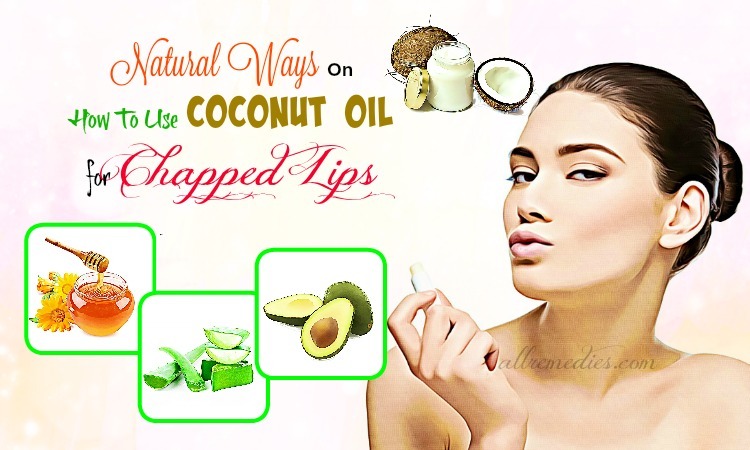 Natural Ways On
How To Use COCONUT OIL
for Chapped Lips
allremedies.com